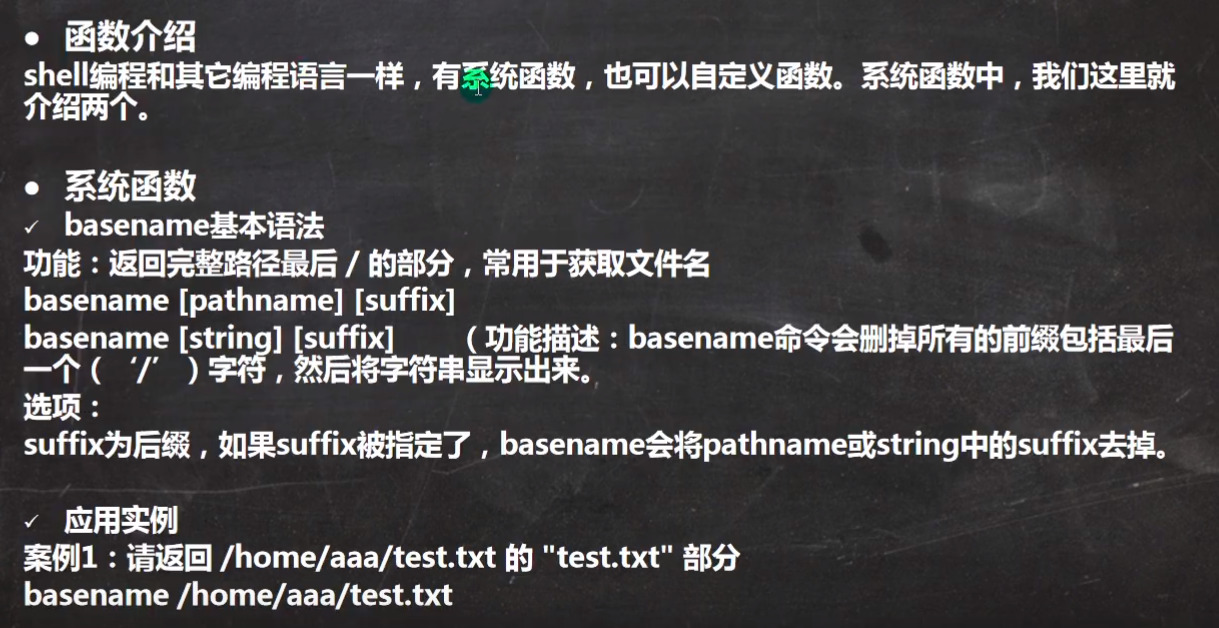 ● 函数介绍
shell编程和其它编程语言一样，有系统函数，也可以自定义函数。系统函数中，我们这里就
介绍两个。
● 系统函数
✓ basename基本语法
功能：返回完整路径最后 / 的部分，常用于获取文件名
basename [pathname] [suffix]
basename [string] [suffix] （功能描述：basename命令会删掉所有的前缀包括最后
一个（‘/’）字符，然后将字符串显示出来。
选项：
suffix为后缀，如果suffix被指定了，basename会将pathname或string中的suffix去掉。
✓ 应用实例
案例1：请返回 /home/aaa/test.txt 的 "test.txt" 部分
basename /home/aaa/test.txt